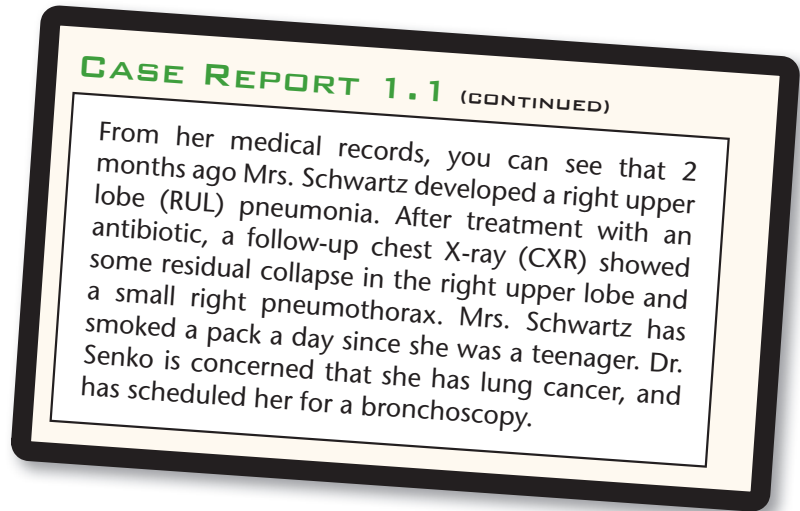 CASE REPORT 1.1 (CONTINUED)
From her medical records, you can see that 2
months ago Mrs. Schwartz developed a right upper
lobe (RUL) pneumonia. After treatment with an
antibiotic, a follow-up chest X-ray (CXR) showed
some residual collapse in the right upper lobe and
a small right pneumothorax. Mrs. Schwartz has
smoked a pack a day since she was a teenager. Dr.
Senko is concerned that she has lung cancer, and
has scheduled her for a bronchoscopy.